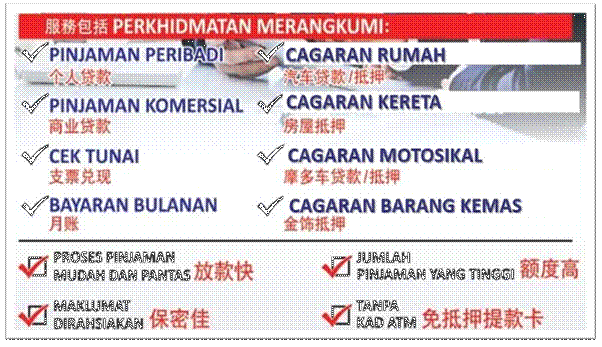 服務包括 PERKHIDMATAN MERANGKUMI:
PINJAMAN PERIBADI
个人贷款
CAGARAN RUMAH
汽车贷款/抵押
PINJAMAN KOMERSIAL
商业贷款
CAGARAN KERETA
房屋抵押
CEK TUNAI
支票兑现
CAGARAN MOTOSIKAL
摩多车贷款/抵押
BAYARAN BULANAN
月账
CAGARAN BARANG KEMAS
金饰抵押
PROSES PINJAMAN
MUDAH DAN PANTAS 放款快
JUMLAH
PINJAMAN YANG TINGGI 额度高
MAKLUMAT
DIRAHSIAKAN 保密佳
TANPA
KAD ATM 免抵押提款卡